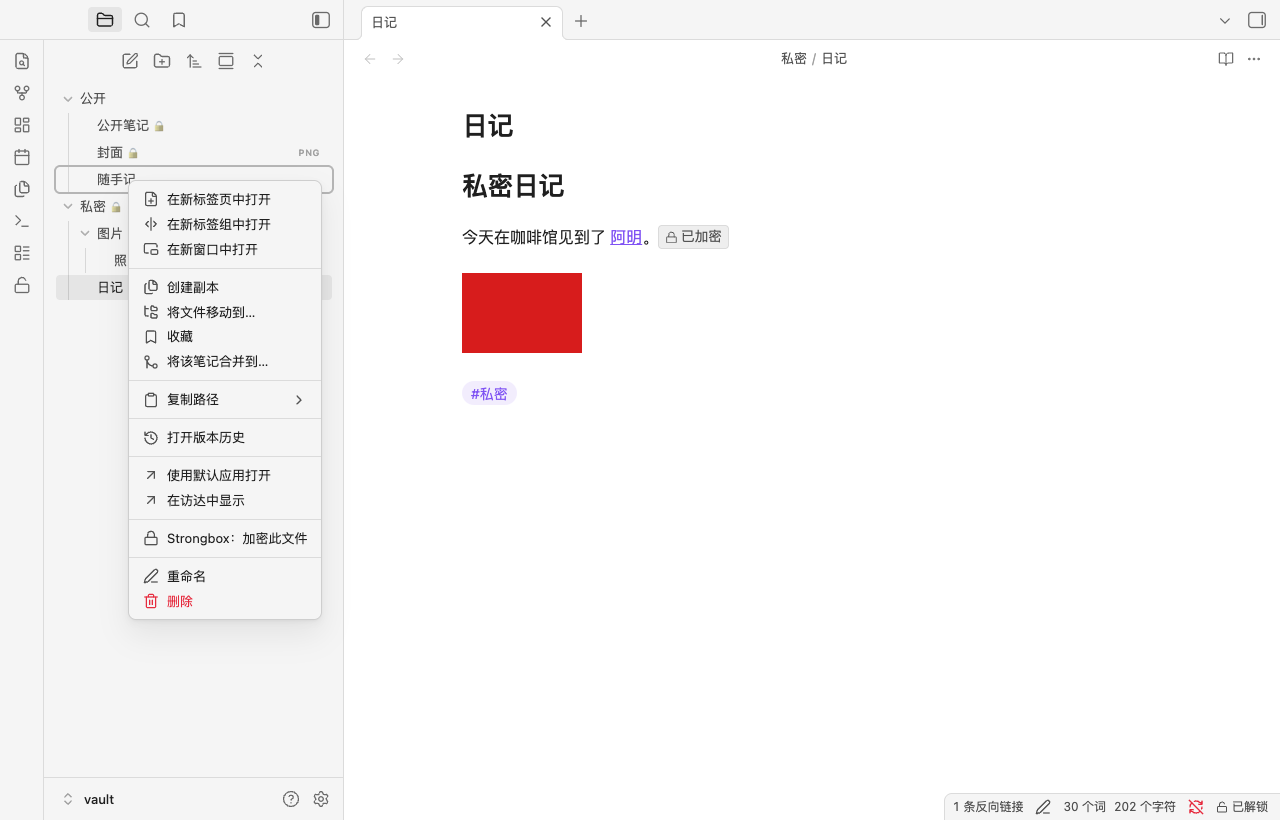 日记
私密 / 日记
公开
公开笔记
封面
PNG
随手记
私密
图片
照
日记
在新标签页中打开
在新标签组中打开
在新窗口中打开
创建副本
将文件移动到...
收藏
将该笔记合并到...
复制路径
打开版本历史
使用默认应用打开
在访达中显示
Strongbox：加密此文件
重命名
删除
vault
日记
私密日记
今天在咖啡馆见到了 阿明。 已加密
#私密
1 条反向链接 30 个词 202 个字符 已解锁